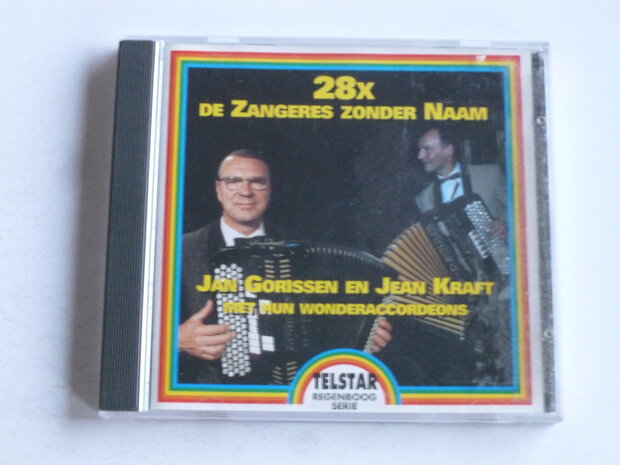 28x
DE ZANGERES ZONDER NAAM
JAN GORISSEN EN JEAN KRAFT
MET HUN WONDERACCORDEONS
TELSTAR
REGENBOOG
SERIE